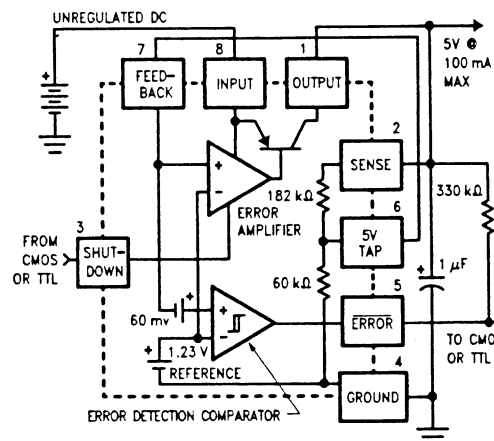 UNREGULATED DC
7
8
1
5V @
100 mA
MAX
FEED-
BACK
INPUT
OUTPUT
2
SENSE
182 kΩ
330 kΩ
ERROR
AMPLIFIER
6
5V
TAP
3
FROM
CMOS
OR TTL
SHUT-
DOWN
60 kΩ
1 µF
60 mv
5
ERROR
1.23 V
REFERENCE
TO CMO
OR TTL
4
GROUND
ERROR DETECTION COMPARATOR